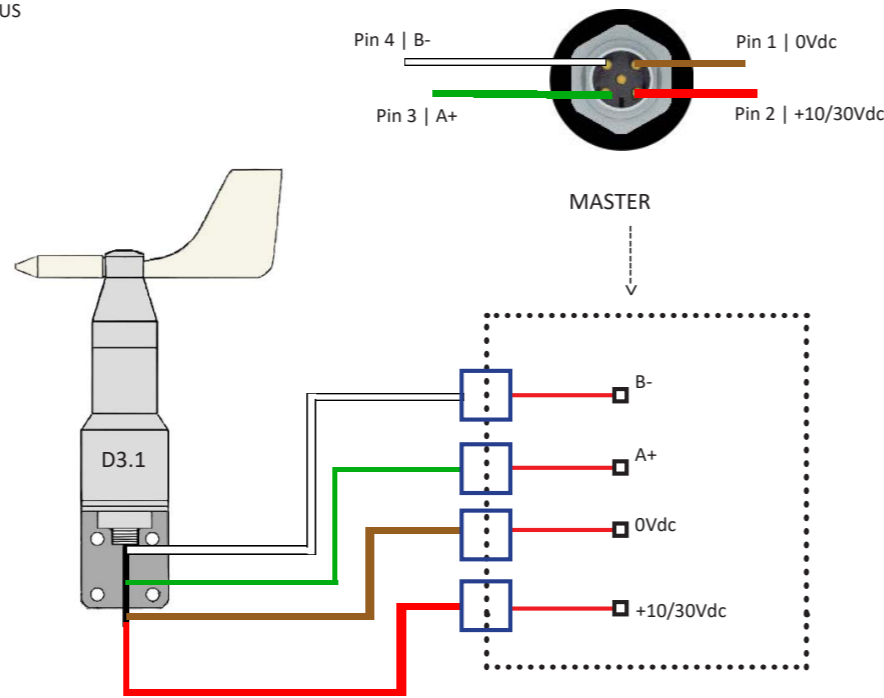 US
Pin 4 | B-
Pin 1 | 0Vdc
Pin 3 | A+
Pin 2 | +10/30Vdc
MASTER
B-
D3.1
A+
0Vdc
+10/30Vdc